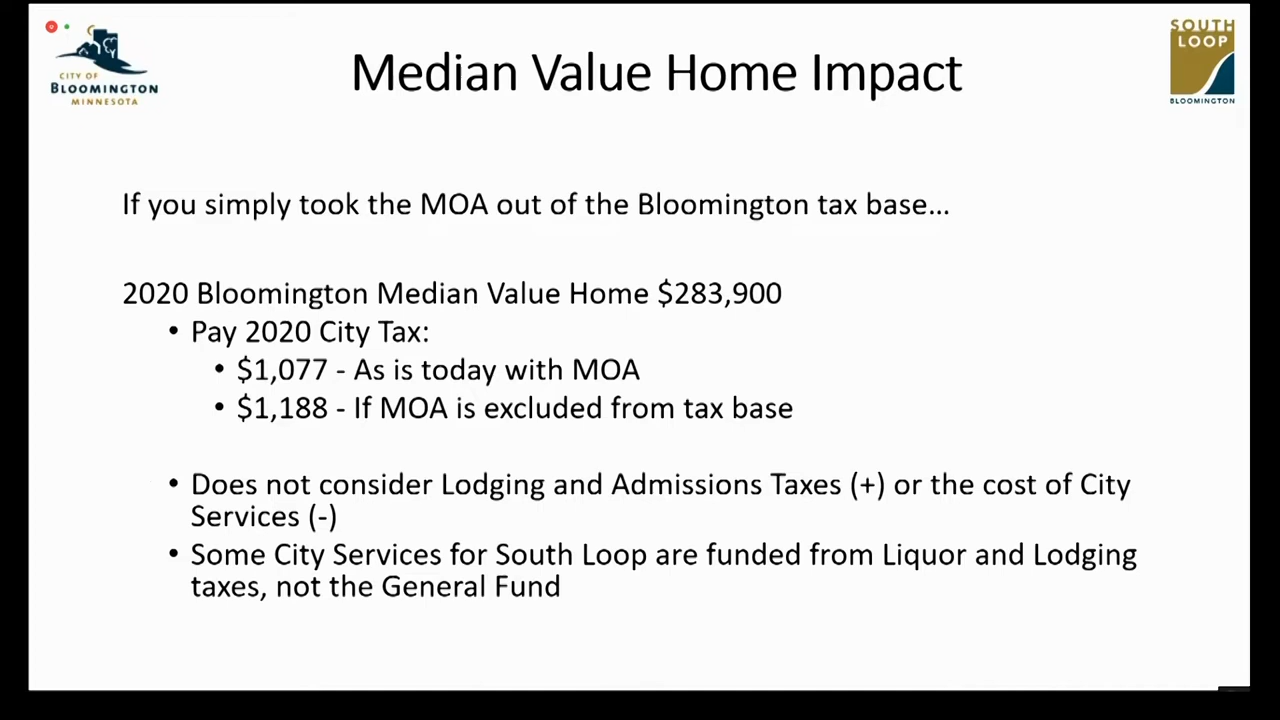 CITY OF
BLOOMINGTON
MINNESOTA
Median Value Home Impact
SOUTH
LOOP
BLOOMINGTON
If you simply took the MOA out of the Bloomington tax base...
2020 Bloomington Median Value Home $283,900
• Pay 2020 City Tax:
• $1,077 - As is today with MOA
• $1,188 - If MOA is excluded from tax base
• Does not consider Lodging and Admissions Taxes (+) or the cost of City
Services (-)
• Some City Services for South Loop are funded from Liquor and Lodging
taxes, not the General Fund